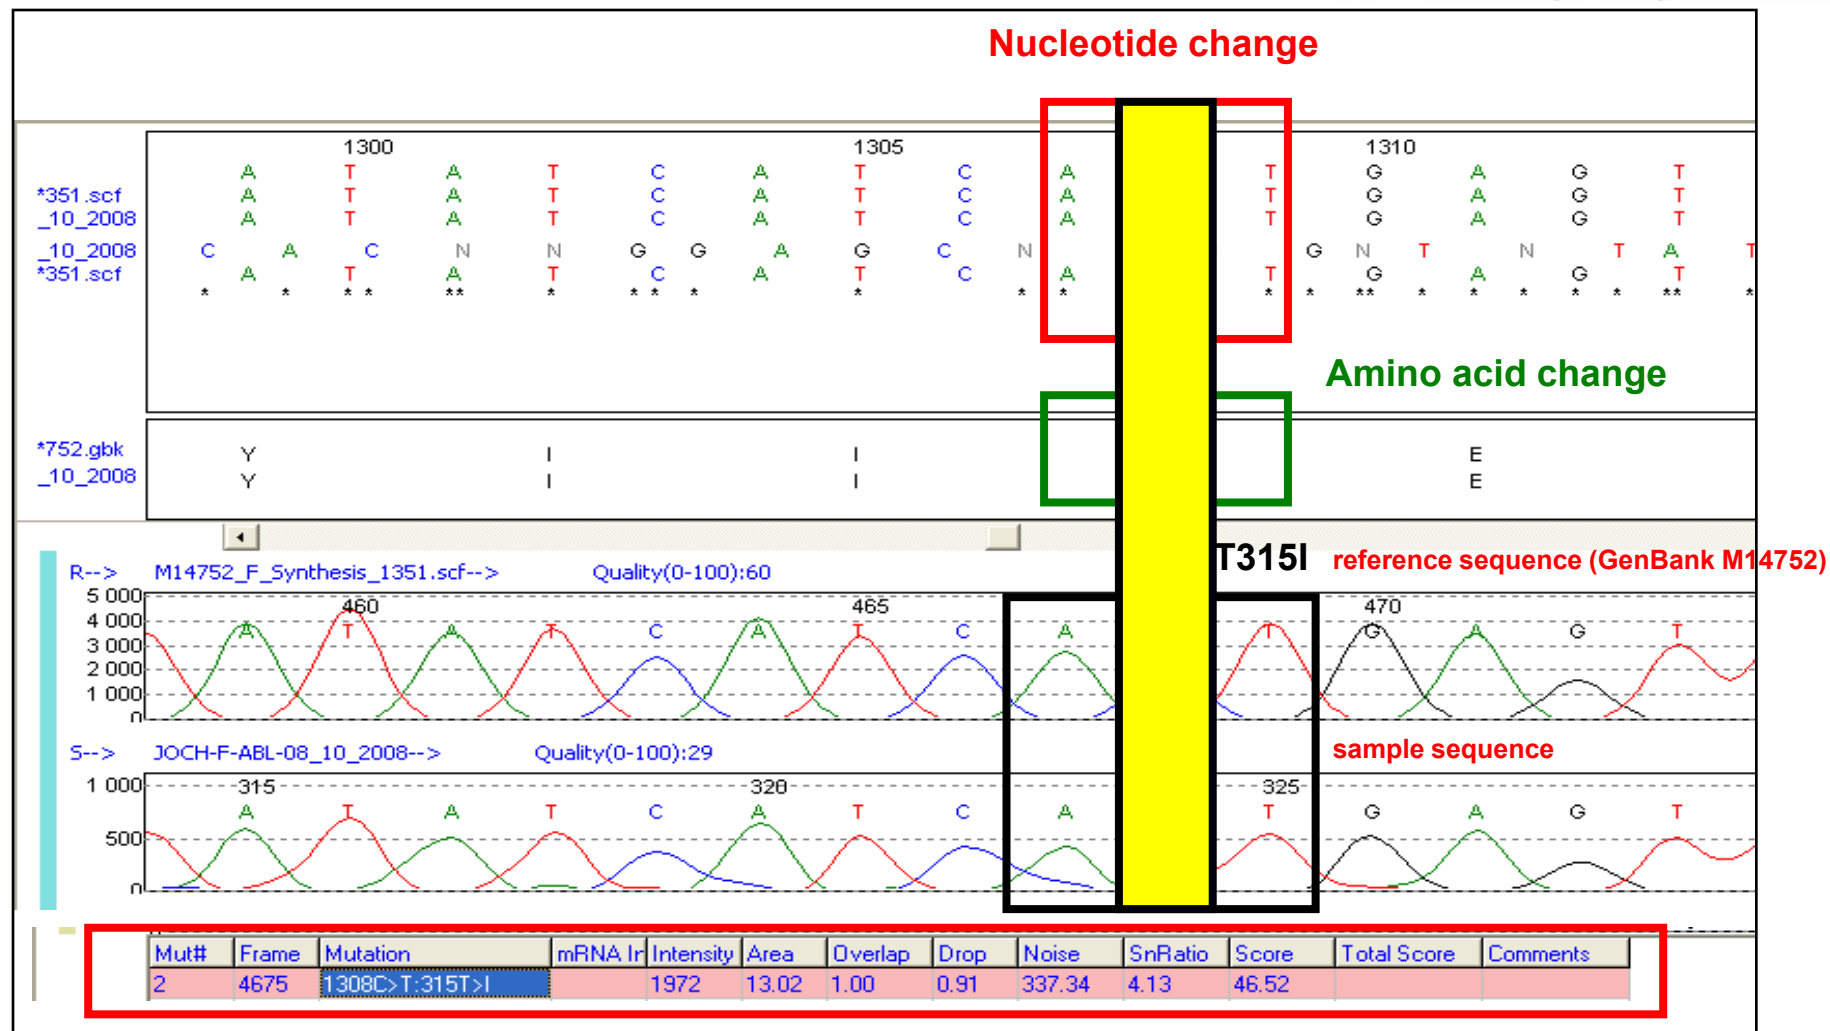 Nucleotide change
1300 1305 1310
A T A T C A T C A T G A G T
*351.scf A T A T C A T C A T G A G T
_10_2008 A T A T C A T C A T G A G T
_10_2008 C A C N N G G A G C N G N T N T A T
*351.scf A T A T C A T C A T G A G T
* * * * ** * * * * * * * * * ** * * * * * ** *
Amino acid change
*752.gbk Y I I E
_10_2008 Y I I E
T315I reference sequence (GenBank M14752)
R--> M14752_F_Synthesis_1351.scf--> Quality(0-100):60
5 000 460 465 470
4 000 A T A T C A T C A T G A G T
3 000
2 000
1 000
0
S--> JOCH-F-ABL-08_10_2008--> Quality(0-100):29 sample sequence
1 000 315 320 325
A T A T C A T C A T G A G T
500
0
Mut# Frame Mutation mRNA Ir Intensity Area Overlap Drop Noise SnRatio Score Total Score Comments
2 4675 1308C>T:315T>I 1972 13.02 1.00 0.91 337.34 4.13 46.52